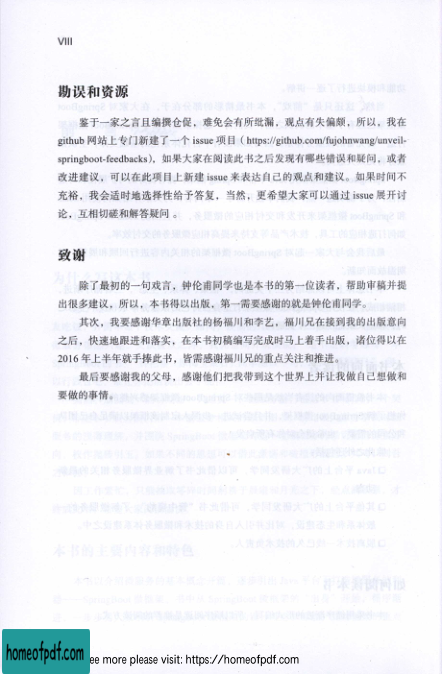 VIII
勘误和资源
鉴于一家之言且编撰仓促，难免会有所纰漏，观点有失偏颇，所以，我在
github 网站上专门新建了一个 issue 项目（https://github.com/fujohnwang/unveil-
springboot-feedbacks)，如果大家在阅读此书之后发现有哪些错误和疑问，或者
改进建议，可以在此项目上新建 issue 来表达自己的观点和建议。如果时间不
充裕，我会适时地选择性给予答复，当然，更希望大家可以通过 issue 展开讨
论，互相切磋和解答疑问 。
致谢
除了最初的一句戏言，钟伦甫同学也是本书的第一位读者，帮助审稿并提
出很多建议，所以，本书得以出版，第一需要感谢的就是钟伦甫同学。
其次，我要感谢华章出版社的杨福川和李艺，福川兄在接到我的出版意向
之后，快速地跟进和落实，在本书初稿编写完成时马上着手出版，诸位得以在
2016 年上半年就手捧此书，皆需感谢福川兄的重点关注和推进。
最后要感谢我的父母，感谢他们把我带到这个世界上并让我做自己想做和
要做的事情。
homeofpdf.com
ee more please visit: https://homeofpdf.com